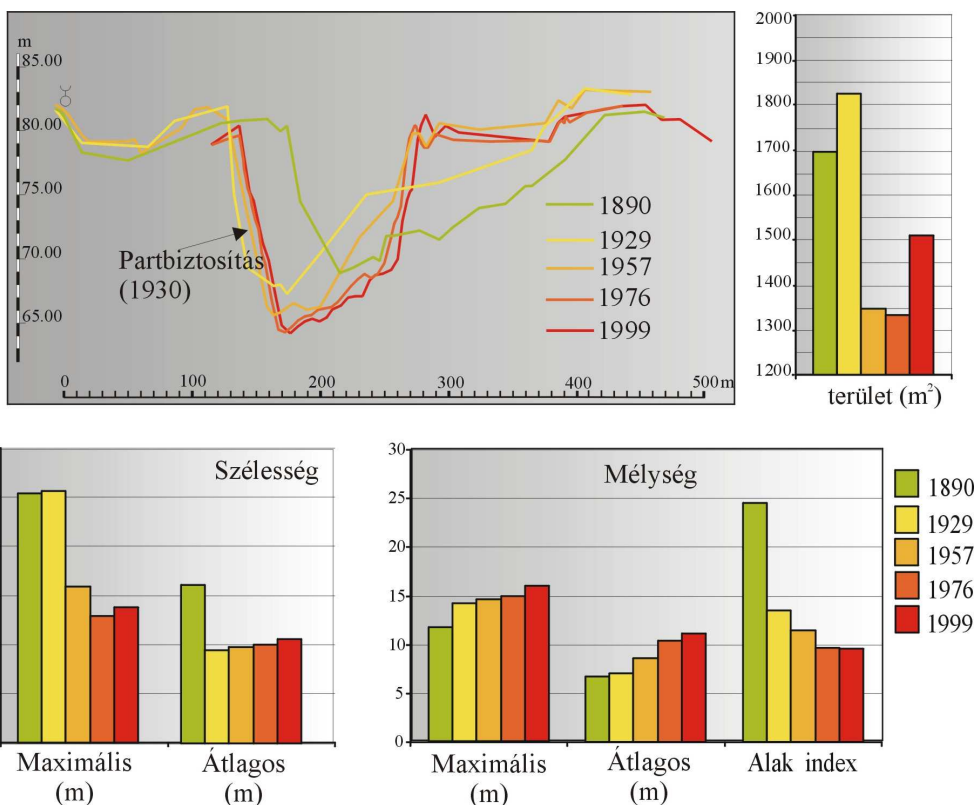 m
85.00
80.00
75.00
70.00
65.00
Partbiztosítás
(1930)
1890
1929
1957
1976
1999
0 100 200 300 400 500 m
2000
1900
1800
1700
1600
1500
1400
1300
1200
terület (m²)
Szélesség
Maximális
(m)
Átlagos
(m)
30
25
20
15
10
5
0
Mélység
Maximális
(m)
Átlagos
(m)
Alak index
1890
1929
1957
1976
1999